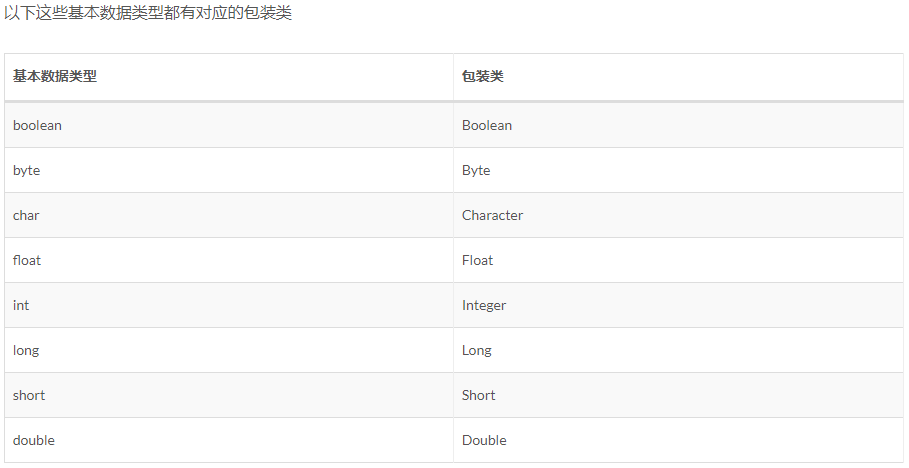 以下这些基本数据类型都有对应的包装类
基本数据类型 包装类
boolean Boolean
byte Byte
char Character
float Float
int Integer
long Long
short Short
double Double